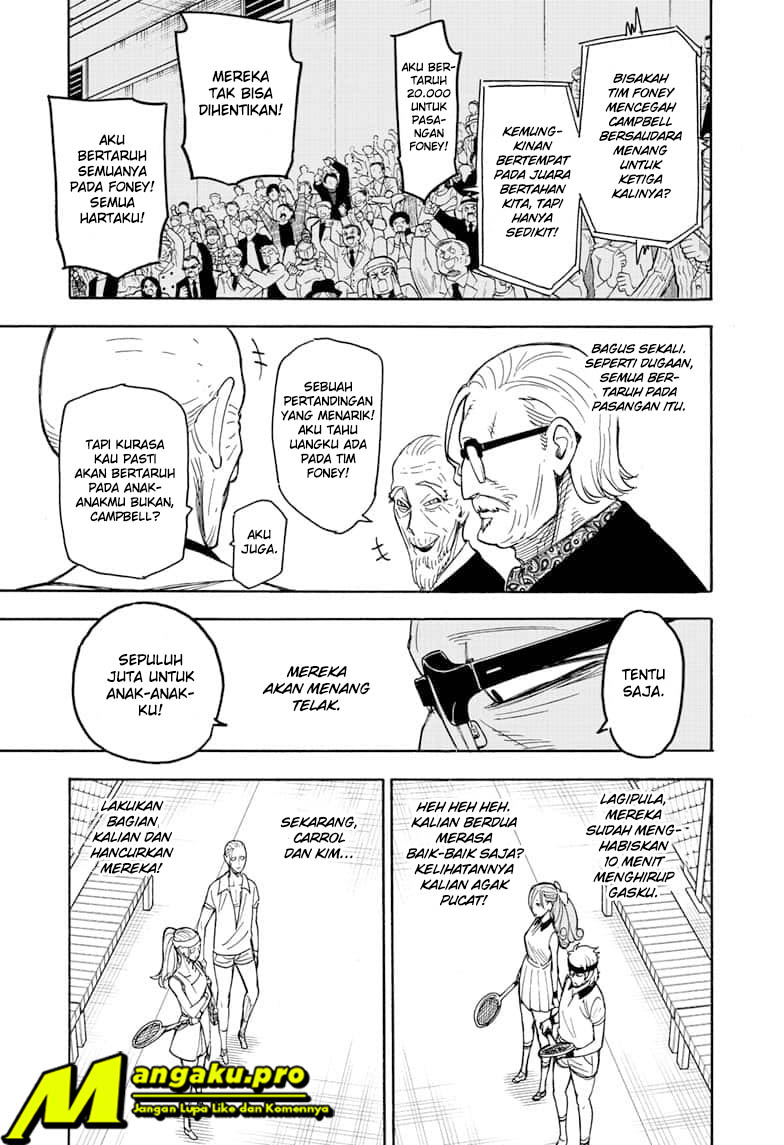 BISAKAH
TIM FONEY
MENCEGAH
CAMPBELL
BERSAUDARA
MENANG
UNTUK
KETIGA
KALINYA?
KEMUNG-
KINAN
BERTEMPAT
PADA JUARA
BERTAHAN
KITA, TAPI
HANYA
SEDIKIT!
AKU BER-
TARUH
20.000
UNTUK
PASA-
NGAN
FONEY!
MEREKA
TAK BISA
DIHENTIKAN!
AKU
BERTARUH
SEMUANYA
PADA FONEY!
SEMUA
HARTAKU!
BAGUS SEKALI.
SEPERTI DUGAAN,
SEMUA BER-
TARUH PADA
PASANGAN ITU.
SEBUAH
PERTANDINGAN
YANG MENARIK!
AKU TAHU
UANGKU ADA
PADA TIM
FONEY!
AKU
JUGA.
TAPI KURASA
KAU PASTI
AKAN BERTARUH
PADA ANAK-
ANAKMU BUKAN,
CAMPBELL?
TENTU
SAJA.
MEREKA
AKAN MENANG
TELAK.
SEPULUH
JUTA UNTUK
ANAK-ANAK-
KU!
LAGIPULA,
MEREKA
SUDAH MENG-
HABISKAN
10 MENIT
MENGHIRUP
GASKU.
HEH HEH HEH.
KALIAN BERDUA
MERASA
BAIK-BAIK SAJA?
KELIHATANNYA
KALIAN AGAK
PUCAT!
SEKARANG,
CARROL
DAN KIM...
LAKUKAN
BAGIAN
KALIAN DAN
HANCURKAN
MEREKA!
Mangaku.pro
Jangan Lupa Like dan Komennya